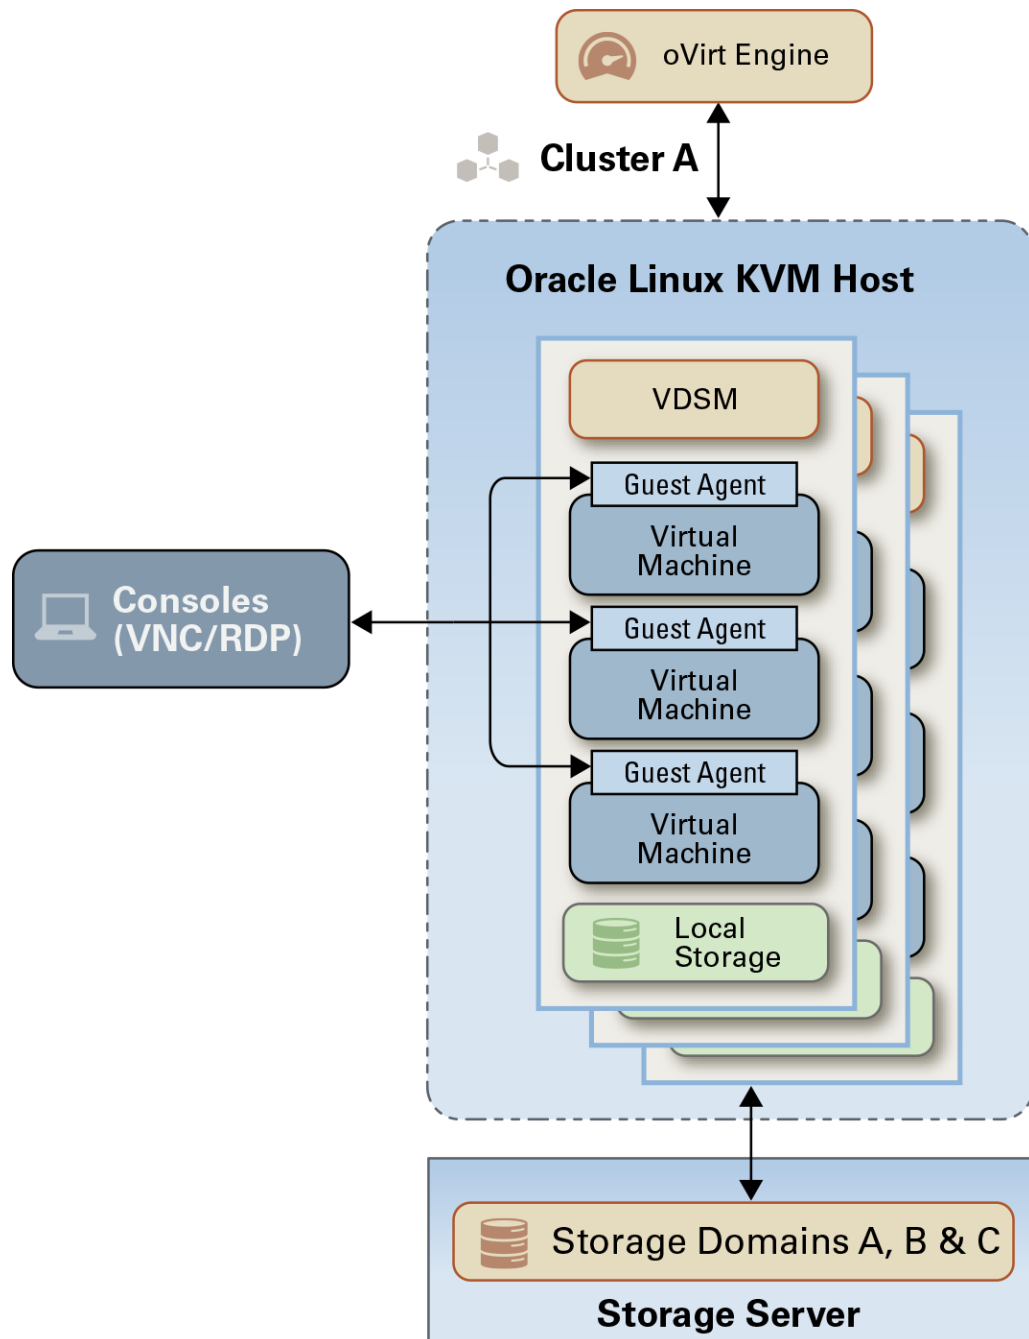 oVirt Engine
Cluster A
Oracle Linux KVM Host
VDSM
Guest Agent
Virtual
Machine
Consoles
(VNC/RDP)
Guest Agent
Virtual
Machine
Guest Agent
Virtual
Machine
Local
Storage
Storage Domains A, B & C
Storage Server